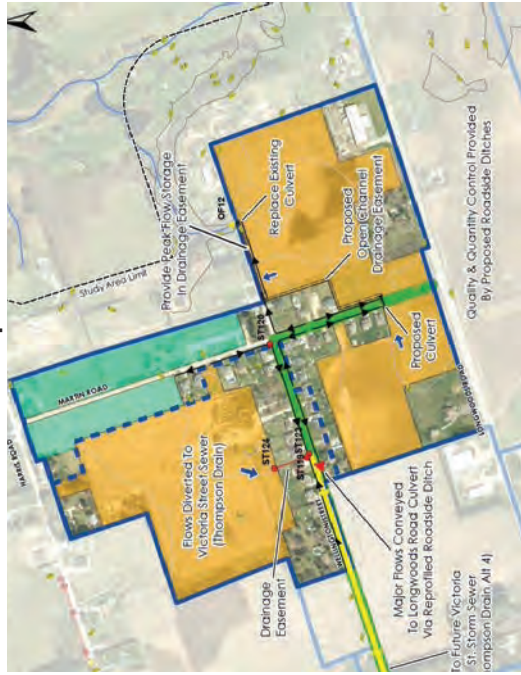 Study Area Limit
Provide Peak Flow Storage
In Drainage Easement
OF12
Replace Existing
Culvert
Proposed
Open Channel
Drainage Easement
Quality & Quantity Control Provided
By Proposed Roadside Ditches
HARRIS ROAD
MARTIN ROAD
ST120
Proposed
Culvert
LONGWOODS ROAD
Flows Diverted To
Victoria Street Sewer
(Thompson Drain)
ST124
ST122
Drainage
Easement
Major Flows Conveyed
To Longwoods Road Culvert
Via Reprofiled Roadside Ditch
To Future Victoria
St. Storm Sewer
Thompson Drain Alt 4)